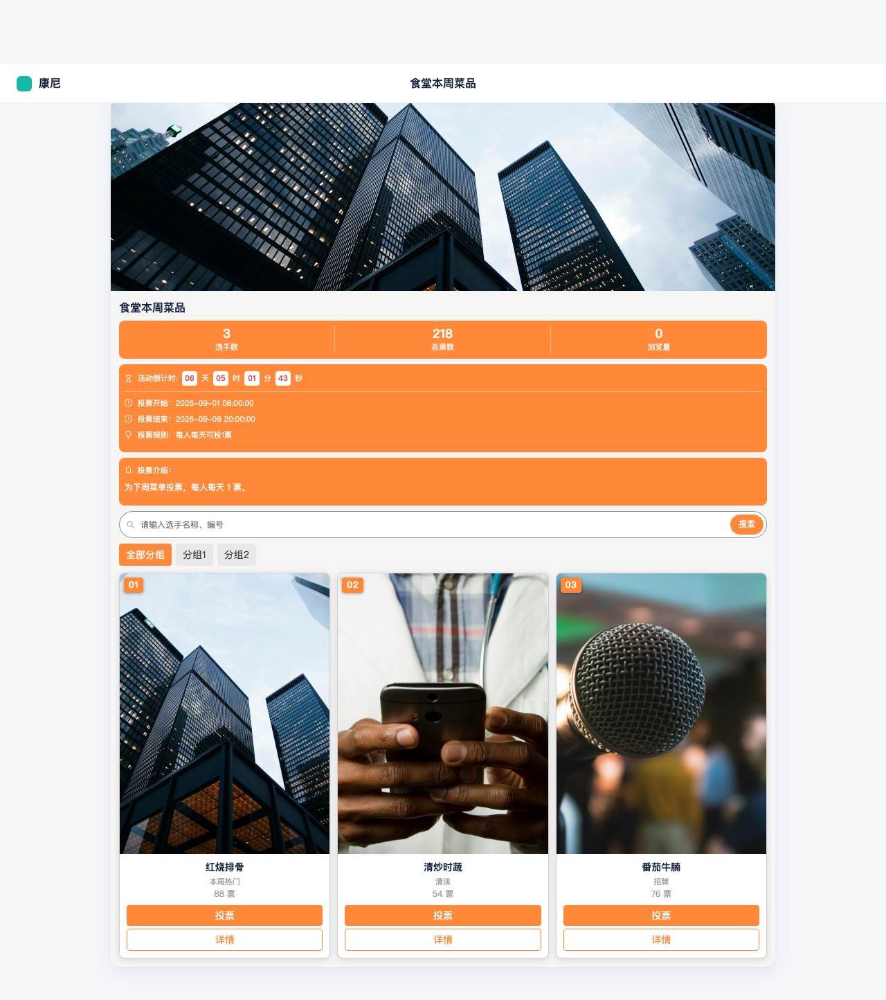 康尼
食堂本周菜品
食堂本周菜品
3
选手数
218
总票数
0
浏览量
活动倒计时: 06 天 05 时 01 分 43 秒
投票开始：2026-09-01 08:00:00
投票结束：2026-09-08 20:00:00
投票规则：每人每天可投1票
投票介绍：
为下周菜单投票，每人每天 1 票。
请输入选手名称、编号
搜索
全部分组
分组1
分组2
01
02
03
红烧排骨
本周热门
88 票
投票
详情
清炒时蔬
清淡
54 票
投票
详情
番茄牛腩
招牌
76 票
投票
详情